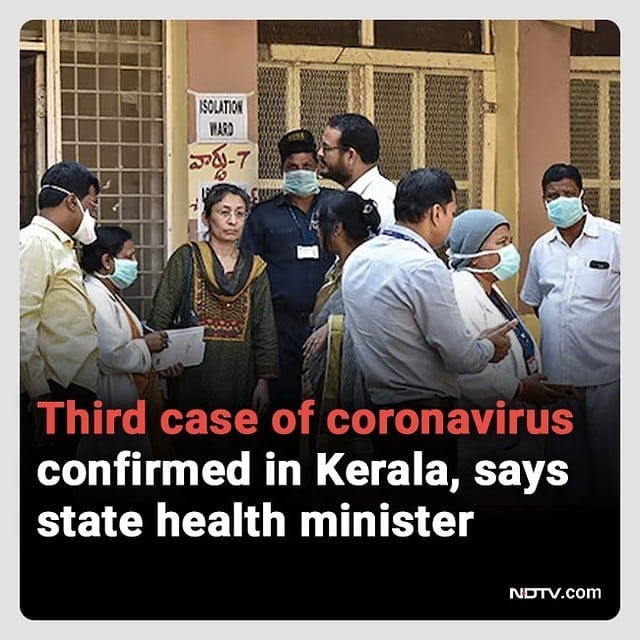 ISOLATION
WARD
వార్డు-7
Third case of coronavirus
confirmed in Kerala, says
state health minister
NDTV.com